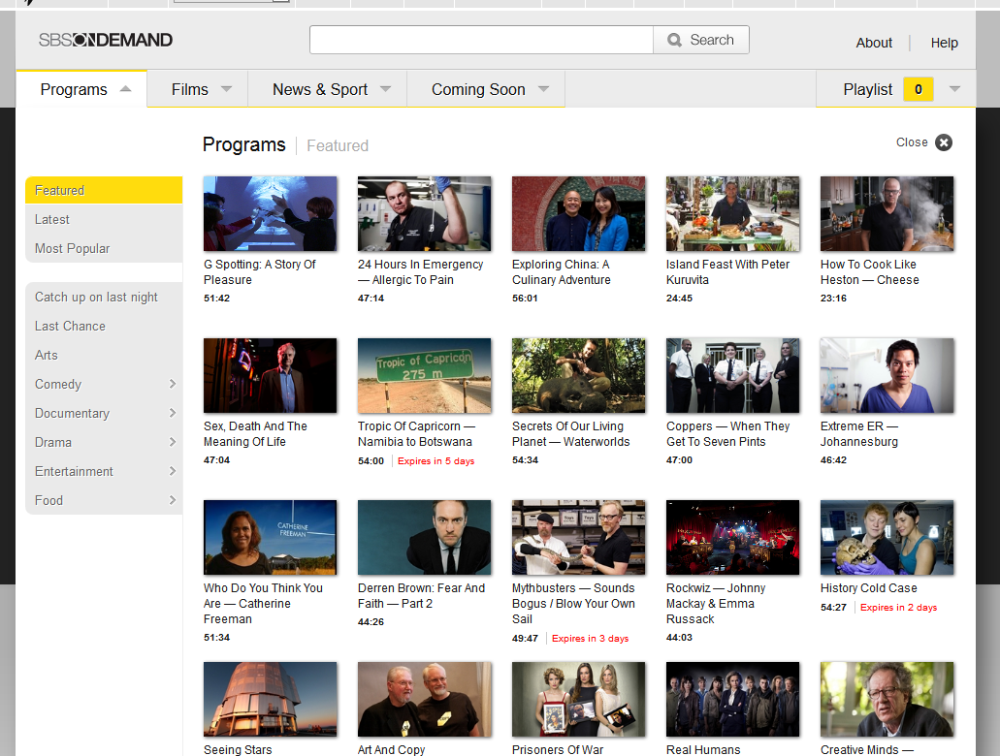 SBS ON DEMAND
Search
About
Help
Programs
Films
News & Sport
Coming Soon
Playlist
0
Programs
Featured
Close
Featured
Latest
Most Popular
Catch up on last night
Last Chance
Arts
Comedy
Documentary
Drama
Entertainment
Food
G Spotting: A Story Of
Pleasure
51:42
24 Hours In Emergency
— Allergic To Pain
47:14
Exploring China: A
Culinary Adventure
56:01
Island Feast With Peter
Kuruvita
24:45
How To Cook Like
Heston — Cheese
23:16
Sex, Death And The
Meaning Of Life
47:04
Tropic of Capricorn
275 m
Tropic Of Capricorn —
Namibia to Botswana
54:00
Expires in 5 days
Secrets Of Our Living
Planet — Waterworlds
54:34
Coppers — When They
Get To Seven Pints
47:00
Extreme ER —
Johannesburg
46:42
CATHERINE
FREEMAN
Who Do You Think You
Are — Catherine
Freeman
51:34
Derren Brown: Fear And
Faith — Part 2
44:26
Toys
Mythbusters — Sounds
Bogus / Blow Your Own
Sail
49:47
Expires in 3 days
Rockwiz — Johnny
Mackay & Emma
Russack
44:03
History Cold Case
54:27
Expires in 2 days
Seeing Stars
Art And Copy
Prisoners Of War
Real Humans
Creative Minds —